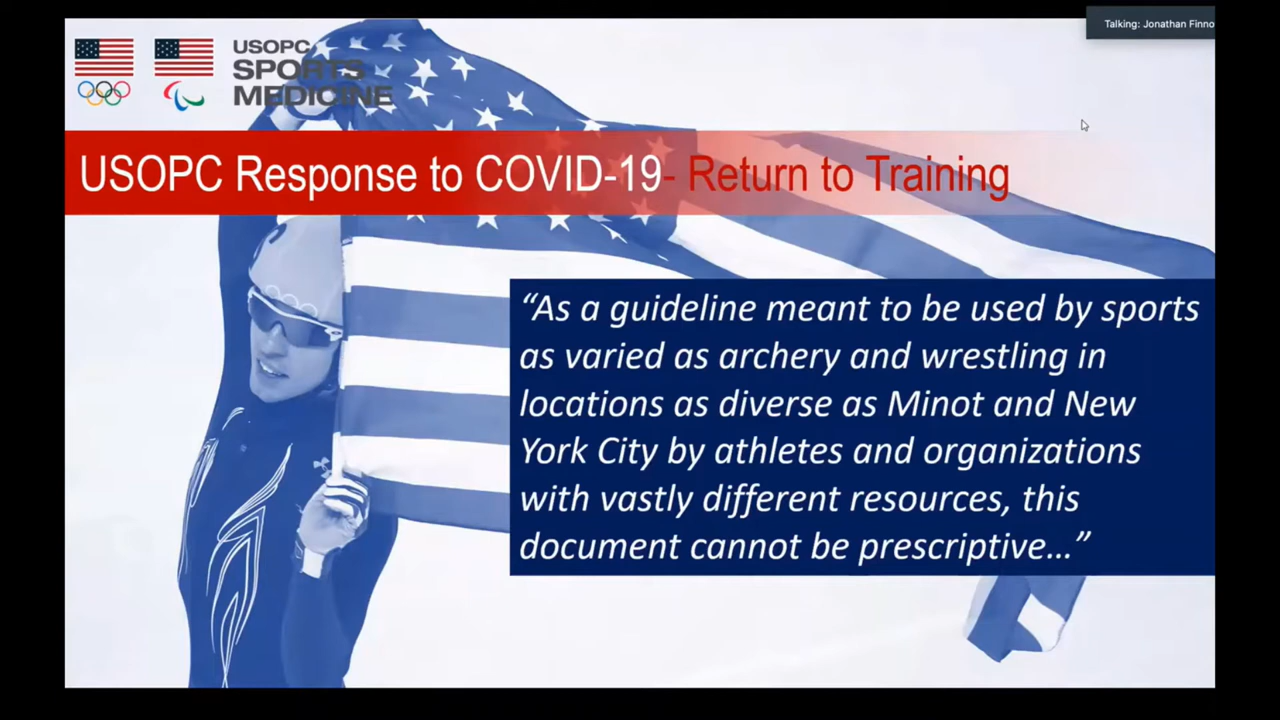 Talking: Jonathan Finno
USOPC
SPORTS
MEDICINE
USOPC Response to COVID-19- Return to Training
“As a guideline meant to be used by sports
as varied as archery and wrestling in
locations as diverse as Minot and New
York City by athletes and organizations
with vastly different resources, this
document cannot be prescriptive…”